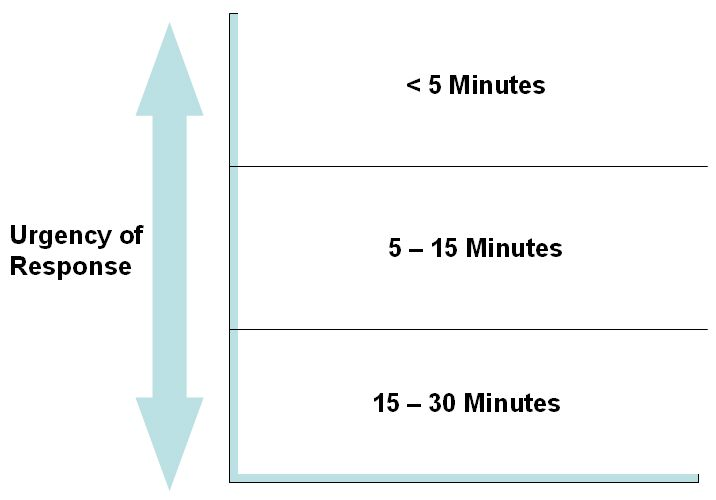 < 5 Minutes
Urgency of
Response
5 – 15 Minutes
15 – 30 Minutes